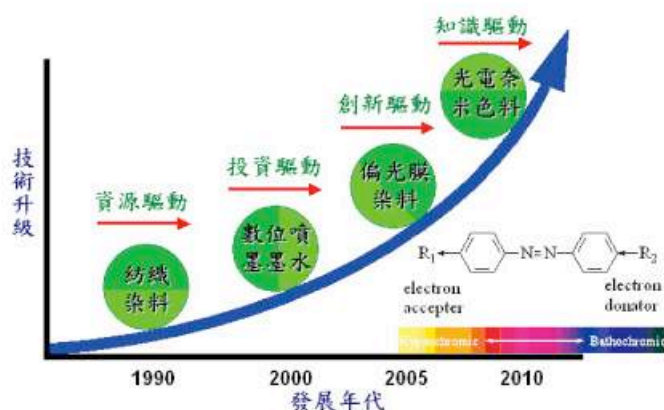 知識驅動
光電奈
米色料
創新驅動
偏光膜
染料
投資驅動
數位噴
墨墨水
資源驅動
紡織
染料
技術升級
R₁
N=N
R₂
electron
accepter
electron
donator
Bathochromic
1990
2000
2005
2010
發展年代